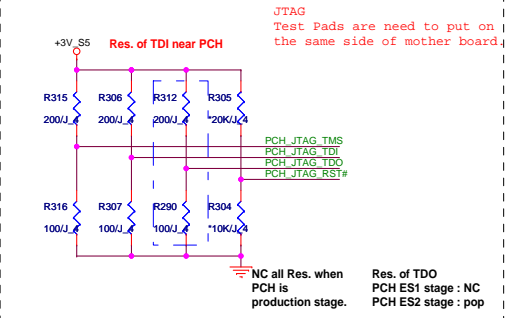 JTAG
Test Pads are need to put on
the same side of mother board.
+3V_S5
Res. of TDI near PCH
R315 R306 R312 R305
200/J_4 200/J_4 200/J_4 *20K/J_4
PCH_JTAG_TMS
PCH_JTAG_TDI
PCH_JTAG_TDO
PCH_JTAG_RST#
R316 R307 R290 R304
100/J_4 100/J_4 100/J_4 *10K/J_4
NC all Res. when
PCH is
production stage.
Res. of TDO
PCH ES1 stage : NC
PCH ES2 stage : pop